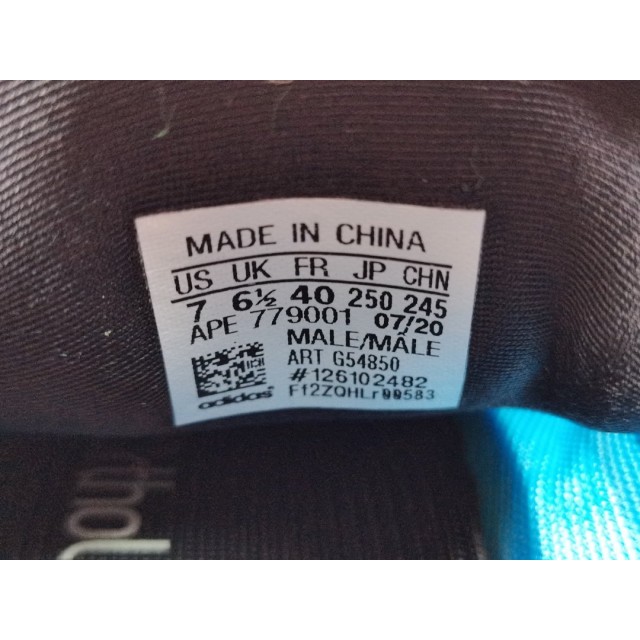 MADE IN CHINA
US UK FR JP CHN
7 6½ 40 250 245
APE 779001 07/20
MALE/MÂLE
ART G54850
#126102482
F12ZQHLr00583
adidas